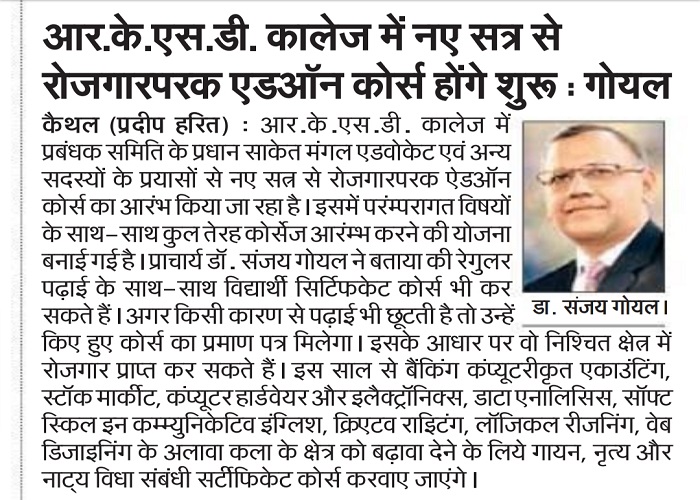 आर.के.एस.डी. कालेज में नए सत्र से
रोजगारपरक एडऑन कोर्स होंगे शुरू : गोयल
कैथल (प्रदीप हरित) : आर.के.एस.डी. कालेज में
प्रबंधक समिति के प्रधान साकेत मंगल एडवोकेट एवं अन्य
सदस्यों के प्रयासों से नए सत्र से रोजगारपरक ऐडऑन
कोर्स का आरंभ किया जा रहा है। इसमें परंम्परागत विषयों
के साथ-साथ कुल तेरह कोर्सेज आरंम्भ करने की योजना
बनाई गई है। प्राचार्य डॉ. संजय गोयल ने बताया की रेगुलर
पढ़ाई के साथ-साथ विद्यार्थी सिर्टिफकेट कोर्स भी कर
सकते हैं। अगर किसी कारण से पढ़ाई भी छूटती है तो उन्हें
डा. संजय गोयल।
किए हुए कोर्स का प्रमाण पत्र मिलेगा। इसके आधार पर वो निश्चित क्षेत्र में
रोजगार प्राप्त कर सकते हैं। इस साल से बैंकिंग कंप्यूटरीकृत एकाउंटिंग,
स्टॉक मार्कीट, कंप्यूटर हार्डवेयर और इलैक्ट्रॉनिक्स, डाटा एनालिसिस, सॉफ्ट
स्किल इन कम्म्युनिकेटिव इंग्लिश, क्रिएटव राइटिंग, लॉजिकल रीजनिंग, वेब
डिजाइनिंग के अलावा कला के क्षेत्र को बढ़ावा देने के लिये गायन, नृत्य और
नाट्य विधा संबंधी सर्टीफिकेट कोर्स करवाए जाएंगे।